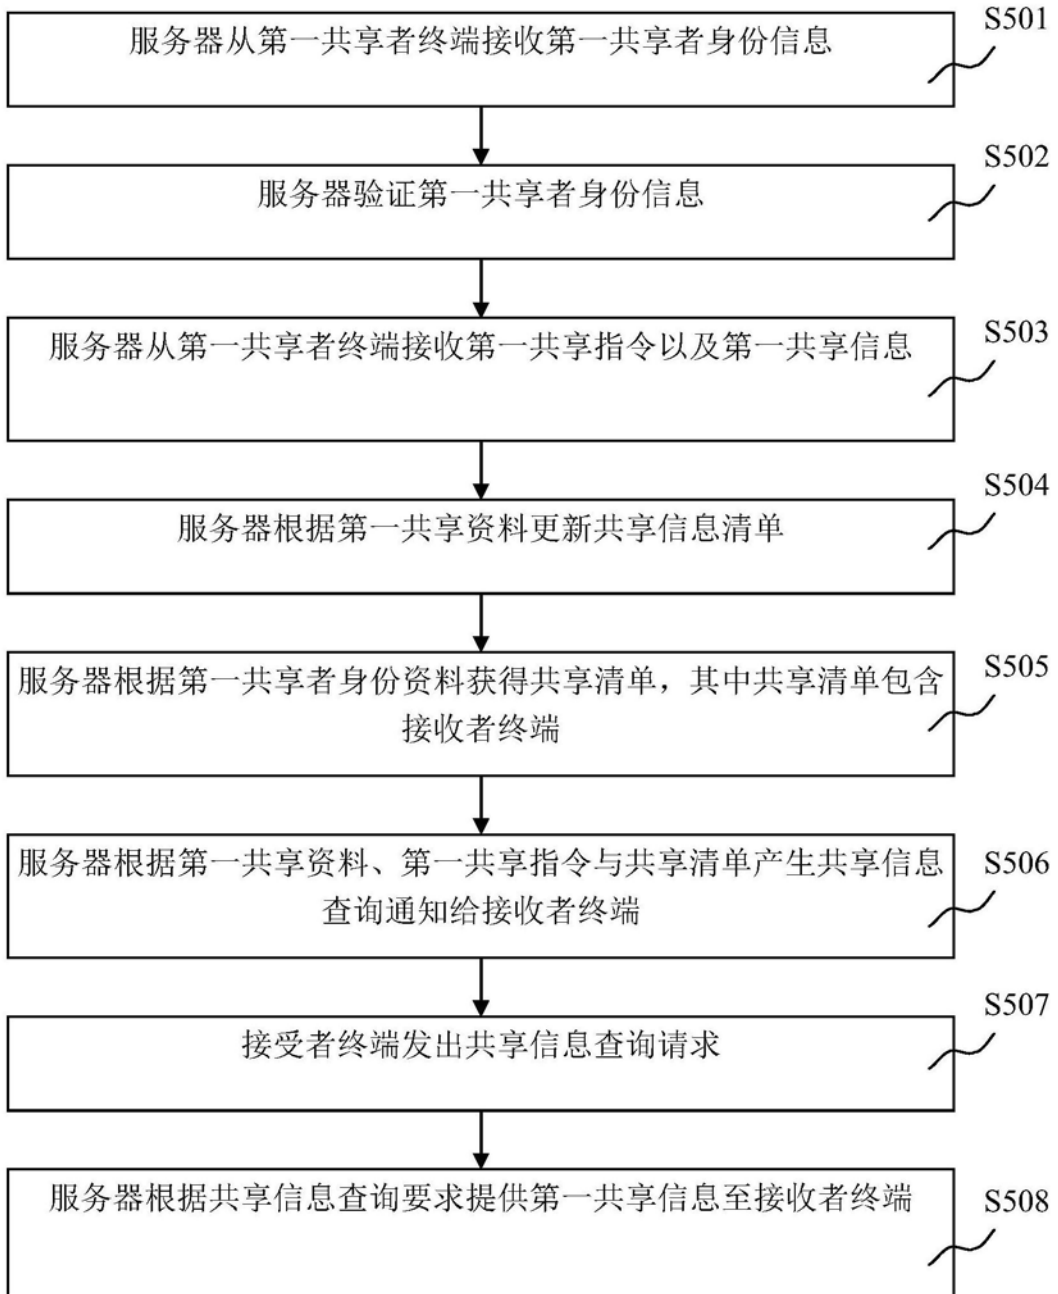 服务器从第一共享者终端接收第一共享者身份信息
S501
服务器验证第一共享者身份信息
S502
服务器从第一共享者终端接收第一共享指令以及第一共享信息
S503
服务器根据第一共享资料更新共享信息清单
S504
服务器根据第一共享者身份资料获得共享清单，其中共享清单包含
接收者终端
S505
服务器根据第一共享资料、第一共享指令与共享清单产生共享信息
查询通知给接收者终端
S506
接受者终端发出共享信息查询请求
S507
服务器根据共享信息查询要求提供第一共享信息至接收者终端
S508